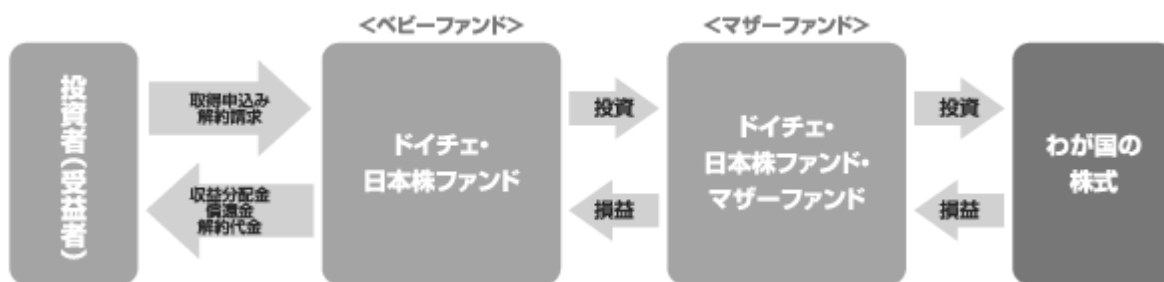 <ベビーファンド>
<マザーファンド>
投資者(受益者)
取得申込み
解約請求
収益分配金
償還金
解約代金
ドイチェ・
日本株ファンド
投資
損益
ドイチェ・
日本株ファンド・
マザーファンド
投資
損益
わが国の
株式